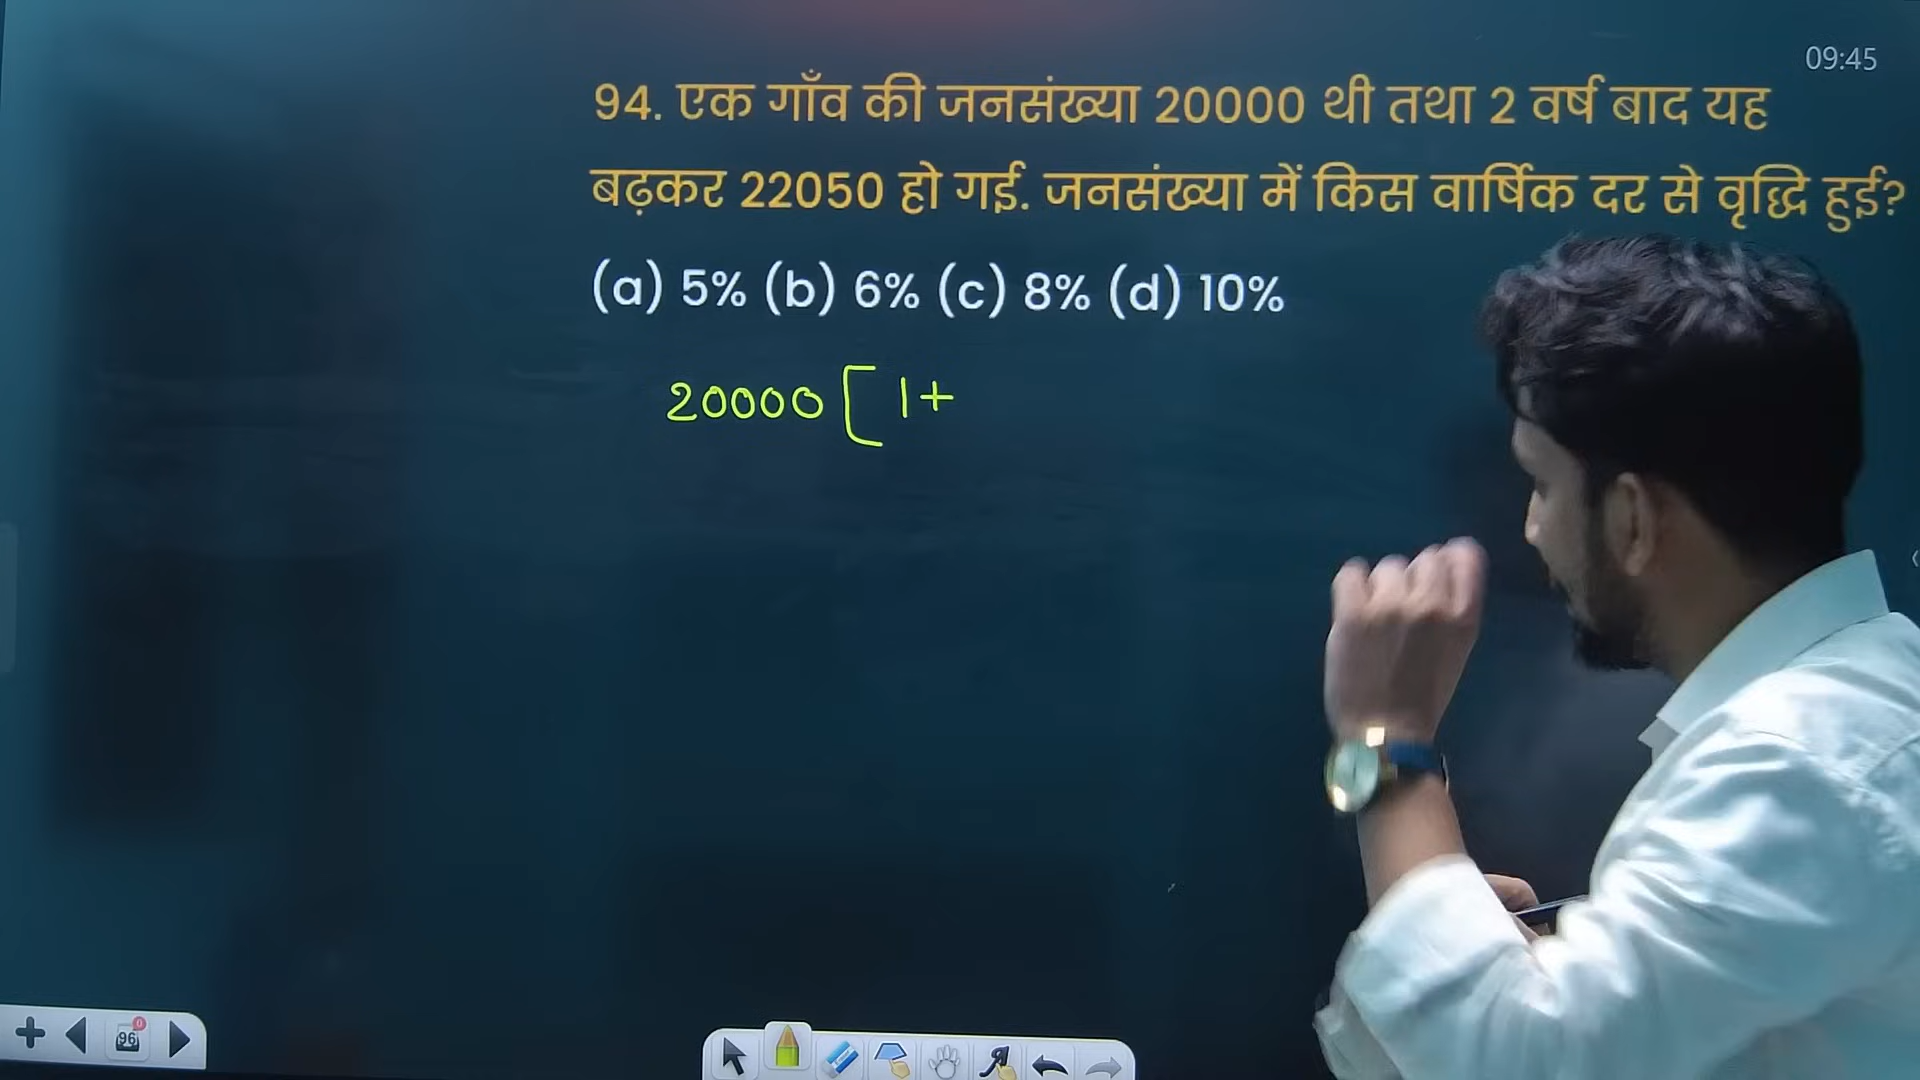 09:45
94. एक गाँव की जनसंख्या 20000 थी तथा 2 वर्ष बाद यह
बढ़कर 22050 हो गई. जनसंख्या में किस वार्षिक दर से वृद्धि हुई?
(a) 5% (b) 6% (c) 8% (d) 10%
20000 [ 1+
96 0